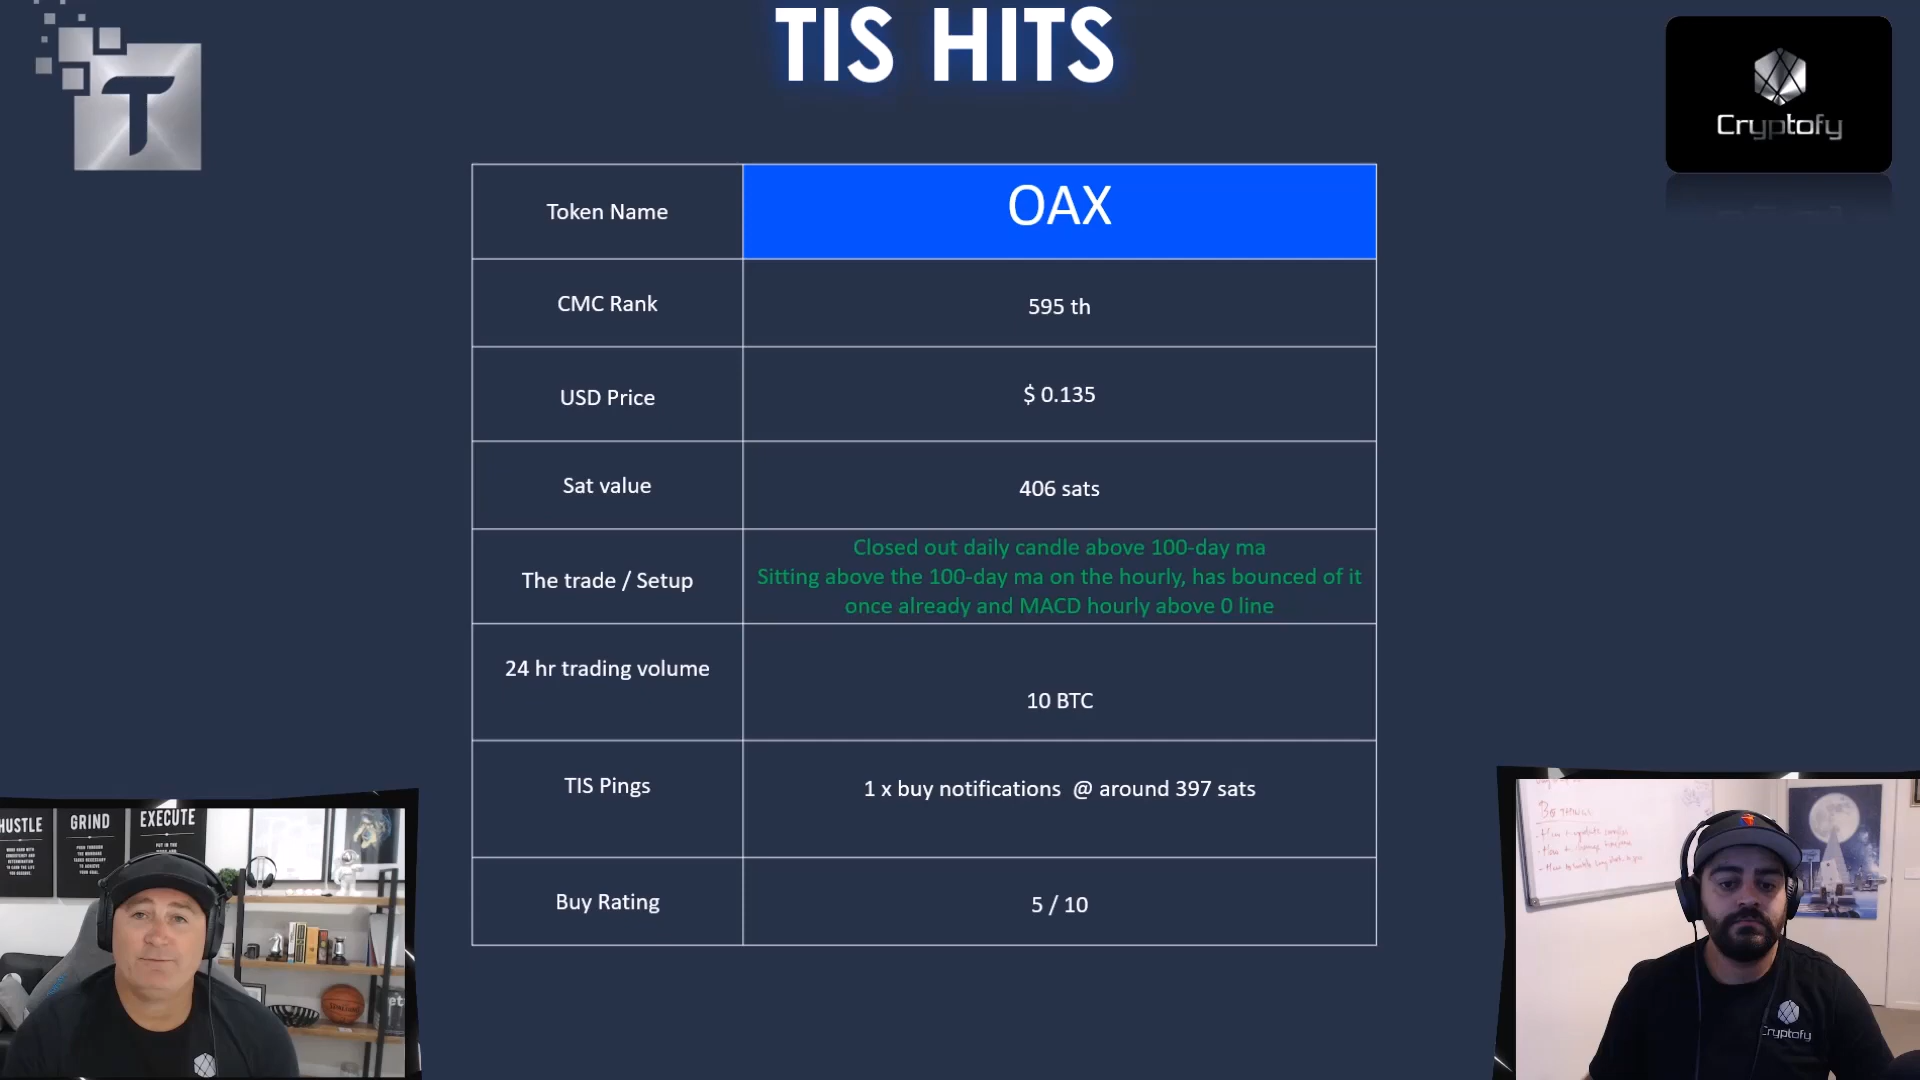 TIS HITS
T
Cryptofy
Token Name
OAX
CMC Rank
595 th
USD Price
$ 0.135
Sat value
406 sats
The trade / Setup
Closed out daily candle above 100-day ma
Sitting above the 100-day ma on the hourly, has bounced of it
once already and MACD hourly above 0 line
24 hr trading volume
10 BTC
TIS Pings
1 x buy notifications @ around 397 sats
Buy Rating
5 / 10
HUSTLE
GRIND
EXECUTE
Cryptofy